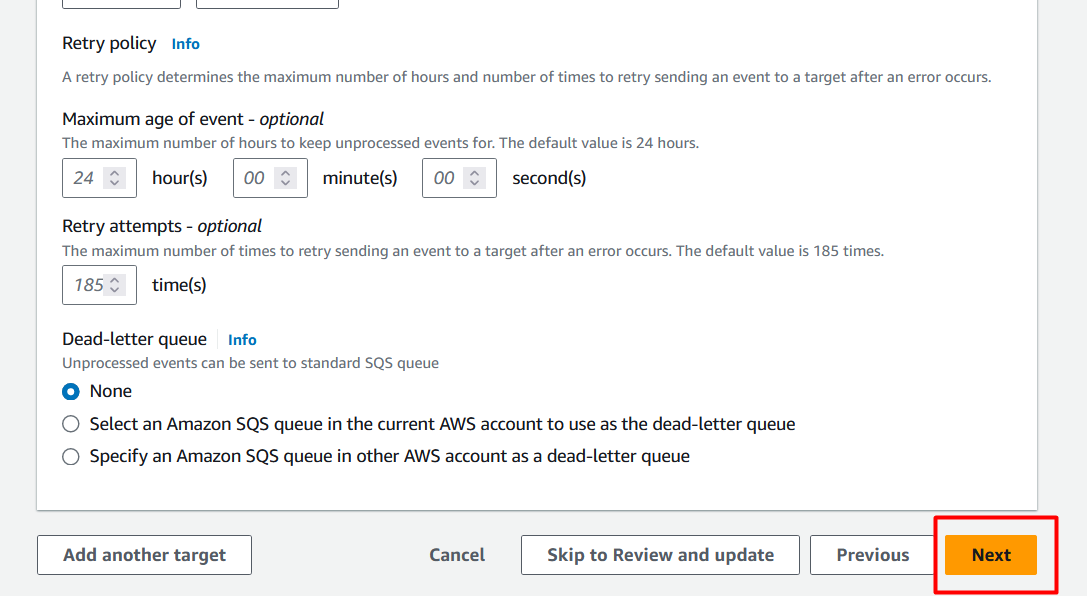 Retry policy Info
A retry policy determines the maximum number of hours and number of times to retry sending an event to a target after an error occurs.
Maximum age of event - optional
The maximum number of hours to keep unprocessed events for. The default value is 24 hours.
24 hour(s) 00 minute(s) 00 second(s)
Retry attempts - optional
The maximum number of times to retry sending an event to a target after an error occurs. The default value is 185 times.
185 time(s)
Dead-letter queue Info
Unprocessed events can be sent to standard SQS queue
None
Select an Amazon SQS queue in the current AWS account to use as the dead-letter queue
Specify an Amazon SQS queue in other AWS account as a dead-letter queue
Add another target Cancel Skip to Review and update Previous Next